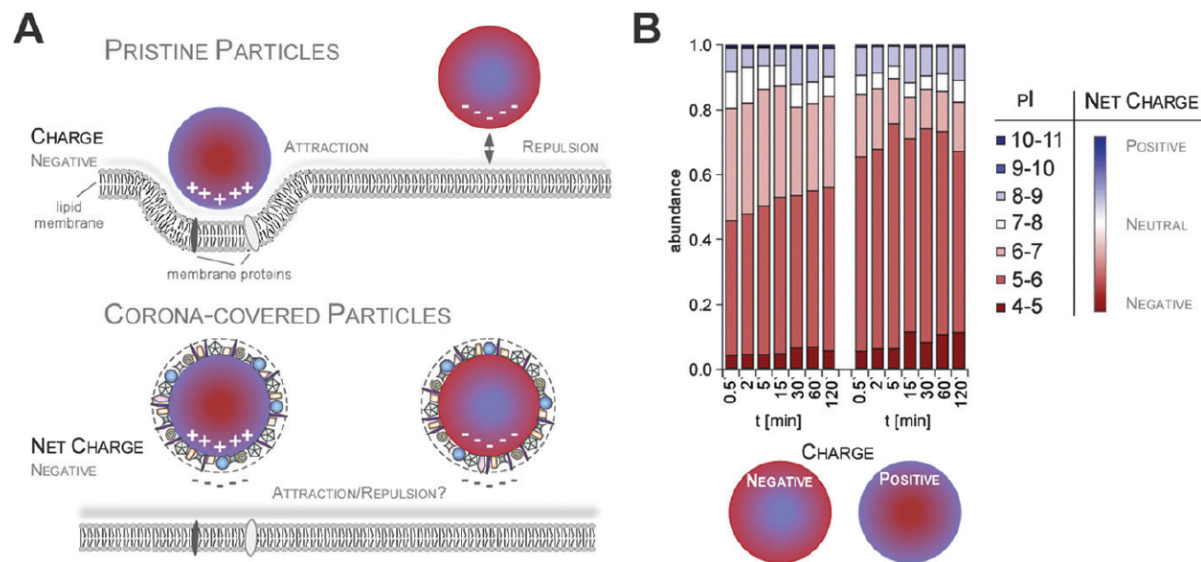 A
PRISTINE PARTICLES
CHARGE
NEGATIVE
ATTRACTION
REPULSION
+ + + + +
- - - - -
lipid
membrane
membrane proteins
CORONA-COVERED PARTICLES
+ + + + +
- - - - -
NET CHARGE
NEGATIVE
- - - - -
- - - - -
ATTRACTION/REPULSION?
B
1.0
0.8
0.6
0.4
0.2
0.0
abundance
0.5
2
5
15
30
60
120
0.5
2
5
15
30
60
120
t [min]
t [min]
PI
NET CHARGE
10-11
9-10
8-9
7-8
6-7
5-6
4-5
POSITIVE
NEUTRAL
NEGATIVE
CHARGE
NEGATIVE
POSITIVE